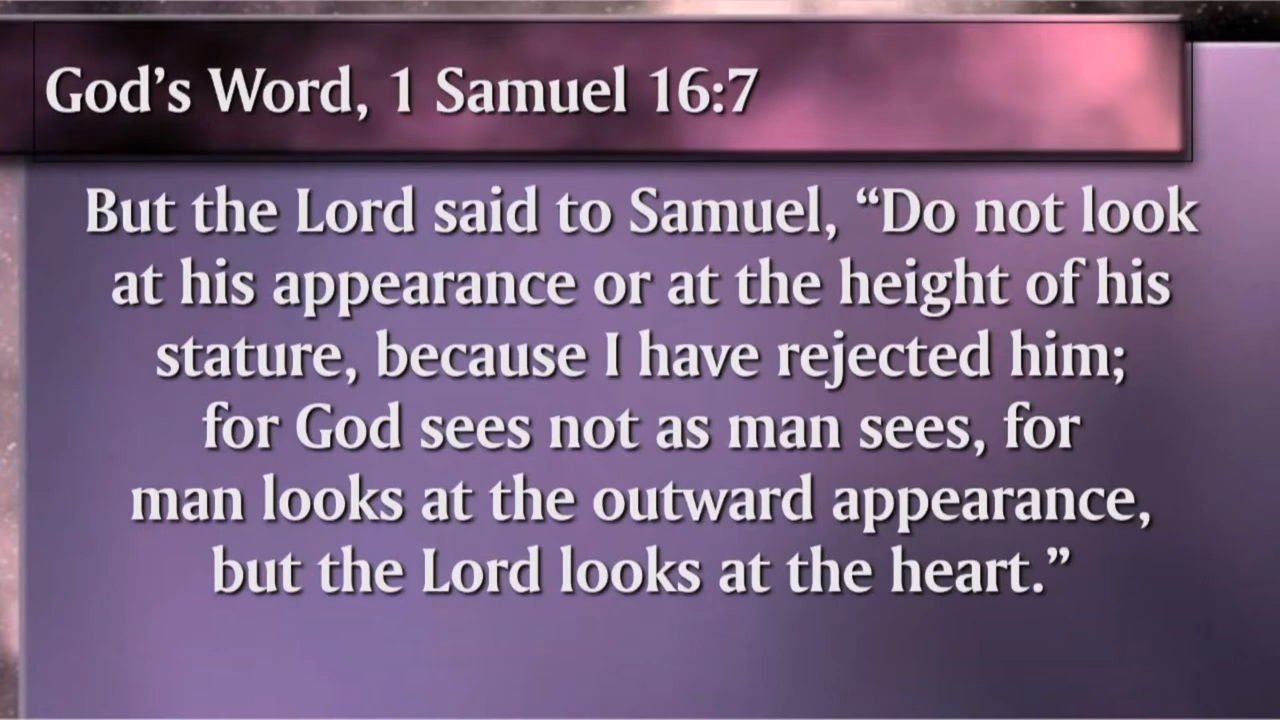 God’s Word, 1 Samuel 16:7
But the Lord said to Samuel, “Do not look
at his appearance or at the height of his
stature, because I have rejected him;
for God sees not as man sees, for
man looks at the outward appearance,
but the Lord looks at the heart.”